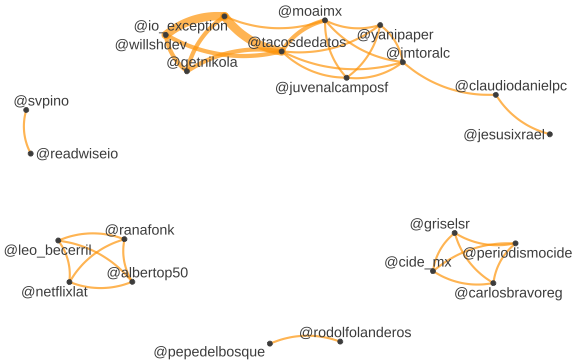 @moaimx
@io_exception
@yanipaper
@willshdev
@tacosdedatos
@jmtoralc
@getnikola
@juvenalcamposf
@claudiodanielpc
@svpino
@jesusixrael
@readwiseio
@griselsr
@ranafonk
@leo_becerril
@periodismocide
@cide_mx
@albertop50
@netflixlat
@carlosbravoreg
@rodolfolanderos
@pepedelbosque